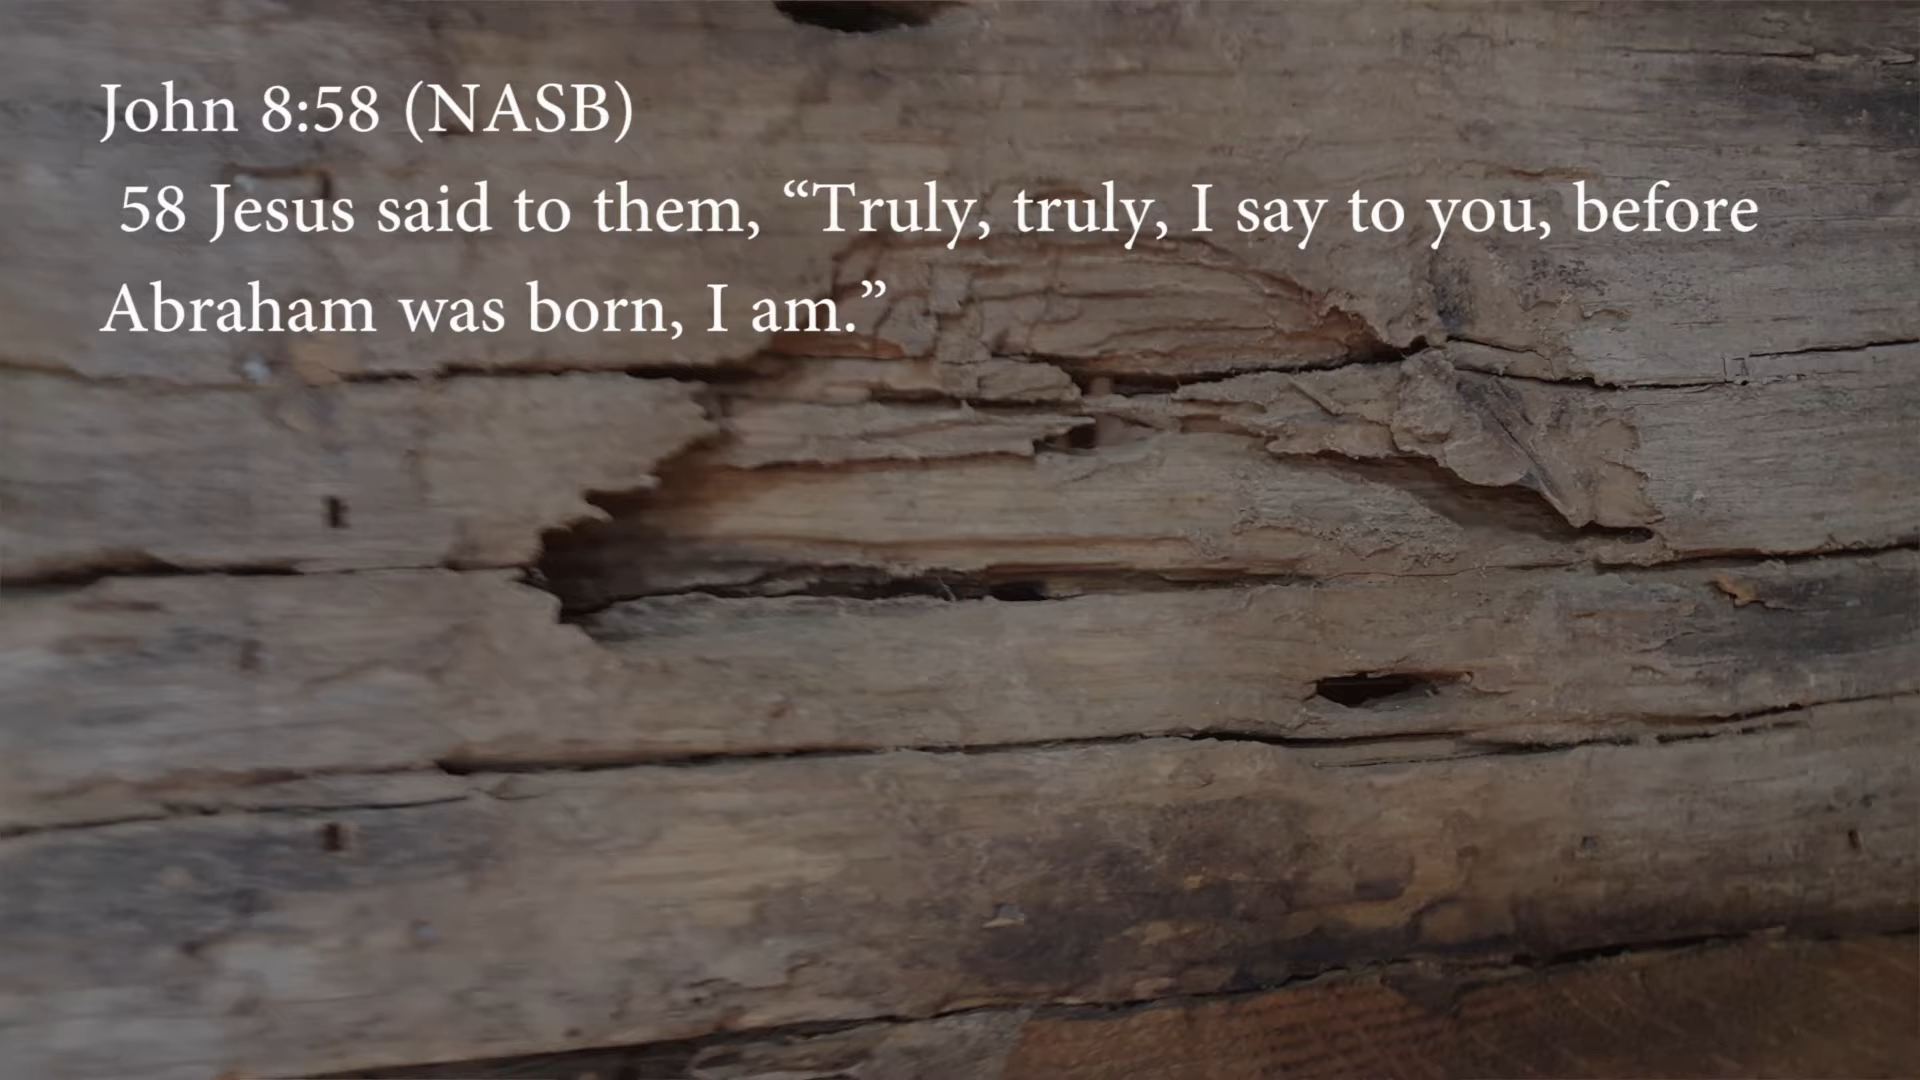 John 8:58 (NASB)
58 Jesus said to them, “Truly, truly, I say to you, before
Abraham was born, I am.”